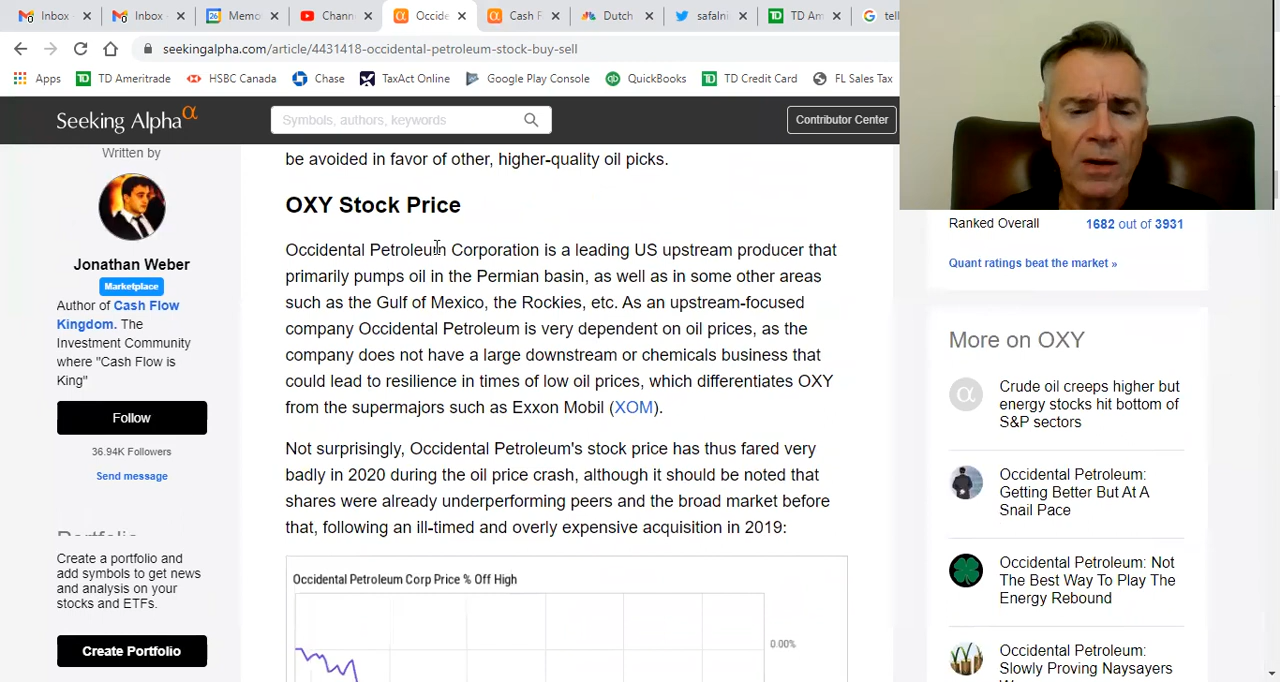 Inbox -
Inbox -
Memo
Chann
Occide
Cash F
Dutch
safalni
TD Am
tell
seekingalpha.com/article/4431418-occidental-petroleum-stock-buy-sell
Apps
TD Ameritrade
HSBC Canada
Chase
TaxAct Online
Google Play Console
QuickBooks
TD Credit Card
FL Sales Tax
Seeking Alpha α
Symbols, authors, keywords
Contributor Center
Written by
Jonathan Weber
Marketplace
Author of Cash Flow
Kingdom. The
Investment Community
where "Cash Flow is
King"
Follow
36.94K Followers
Send message
Portfolio
Create a portfolio and
add symbols to get news
and analysis on your
stocks and ETFs.
Create Portfolio
be avoided in favor of other, higher-quality oil picks.
OXY Stock Price
Occidental Petroleum Corporation is a leading US upstream producer that
primarily pumps oil in the Permian basin, as well as in some other areas
such as the Gulf of Mexico, the Rockies, etc. As an upstream-focused
company Occidental Petroleum is very dependent on oil prices, as the
company does not have a large downstream or chemicals business that
could lead to resilience in times of low oil prices, which differentiates OXY
from the supermajors such as Exxon Mobil (XOM).
Not surprisingly, Occidental Petroleum's stock price has thus fared very
badly in 2020 during the oil price crash, although it should be noted that
shares were already underperforming peers and the broad market before
that, following an ill-timed and overly expensive acquisition in 2019:
Occidental Petroleum Corp Price % Off High
0.00%
Ranked Overall
1682 out of 3931
Quant ratings beat the market »
More on OXY
Crude oil creeps higher but
energy stocks hit bottom of
S&P sectors
Occidental Petroleum:
Getting Better But At A
Snail Pace
Occidental Petroleum: Not
The Best Way To Play The
Energy Rebound
Occidental Petroleum:
Slowly Proving Naysayers